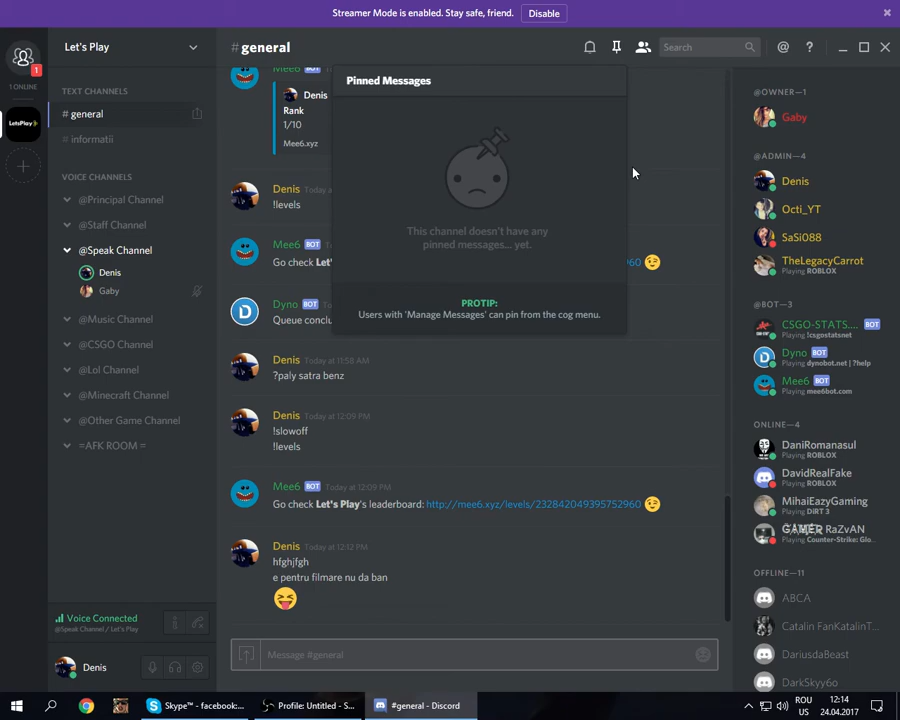 Streamer Mode is enabled. Stay safe, friend. Disable
1
1 ONLINE
LetsPlay
Let's Play
TEXT CHANNELS
# general
# informatii
VOICE CHANNELS
@Principal Channel
@Staff Channel
@Speak Channel
Denis
Gaby
@Music Channel
@CSGO Channel
@Lol Channel
@Minecraft Channel
@Other Game Channel
=AFK ROOM =
Voice Connected
@Speak Channel / Let's Play
Denis
#general
Search
Mee6 BOT
Denis
Rank
1/10
Mee6.xyz
Denis Today a
!levels
Mee6 BOT
Go check Let'
960
Dyno BOT
Queue conclu
Denis Today at 11:58 AM
?paly satra benz
Denis Today at 12:09 PM
!slowoff
!levels
Mee6 BOT Today at 12:09 PM
Go check Let's Play's leaderboard: http://mee6.xyz/levels/232842049395752960
Denis Today at 12:12 PM
hfghjfgh
e pentru filmare nu da ban
Message #general
Pinned Messages
This channel doesn't have any
pinned messages... yet.
PROTIP:
Users with 'Manage Messages' can pin from the cog menu.
@OWNER—1
Gaby
@ADMIN—4
Denis
Octi_YT
SaSi088
TheLegacyCarrot
Playing ROBLOX
@BOT—3
CSGO-STATS.... BOT
Playing !csgostatsnet
Dyno BOT
Playing dynobot.net | ?help
Mee6 BOT
Playing mee6bot.com
ONLINE—4
DaniRomanasul
Playing ROBLOX
DavidRealFake
Playing ROBLOX
MihaiEazyGaming
Playing DiRT 3
GAMER RaZvAN
Playing Counter-Strike: Glo...
OFFLINE—11
ABCA
Catalin FanKatalinT...
DariusdaBeast
DarkSkyy6o
Skype™ - facebook:...
Profile: Untitled - S...
#general - Discord
ROU
US
12:14
24.04.2017